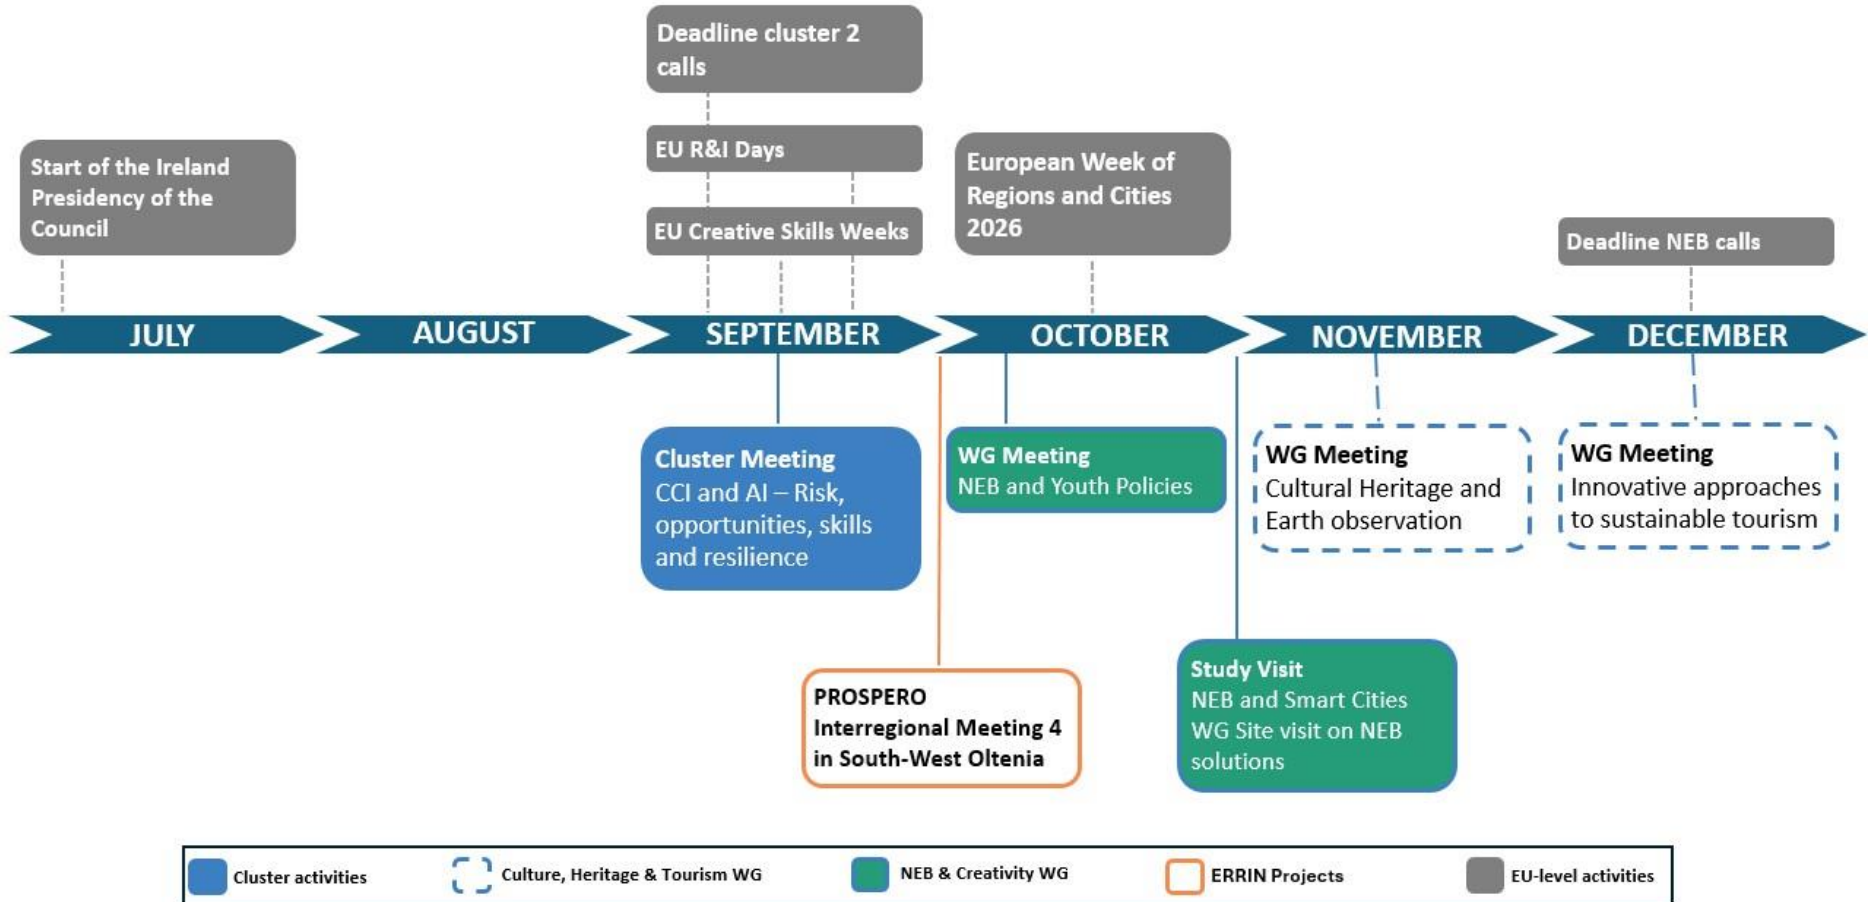 Deadline cluster 2
calls
EU R&I Days
EU Creative Skills Weeks
Start of the Ireland
Presidency of the
Council
European Week of
Regions and Cities
2026
Deadline NEB calls
JULY
AUGUST
SEPTEMBER
OCTOBER
NOVEMBER
DECEMBER
Cluster Meeting
CCI and AI – Risk,
opportunities, skills
and resilience
WG Meeting
NEB and Youth Policies
WG Meeting
Cultural Heritage and
Earth observation
WG Meeting
Innovative approaches
to sustainable tourism
PROSPERO
Interregional Meeting 4
in South-West Oltenia
Study Visit
NEB and Smart Cities
WG Site visit on NEB
solutions
Cluster activities
Culture, Heritage & Tourism WG
NEB & Creativity WG
ERRIN Projects
EU-level activities